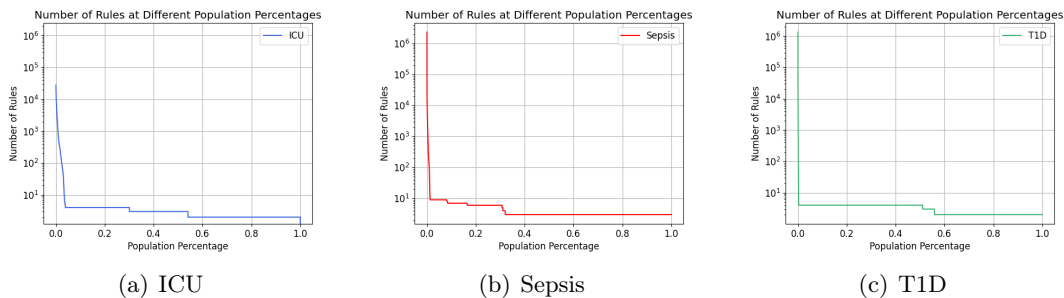 Number of Rules at Different Population Percentages
ICU
Number of Rules
10^6
10^5
10^4
10^3
10^2
10^1
0.0 0.2 0.4 0.6 0.8 1.0
Population Percentage
(a) ICU
Number of Rules at Different Population Percentages
Sepsis
Number of Rules
10^6
10^5
10^4
10^3
10^2
10^1
0.0 0.2 0.4 0.6 0.8 1.0
Population Percentage
(b) Sepsis
Number of Rules at Different Population Percentages
T1D
Number of Rules
10^6
10^5
10^4
10^3
10^2
10^1
0.0 0.2 0.4 0.6 0.8 1.0
Population Percentage
(c) T1D